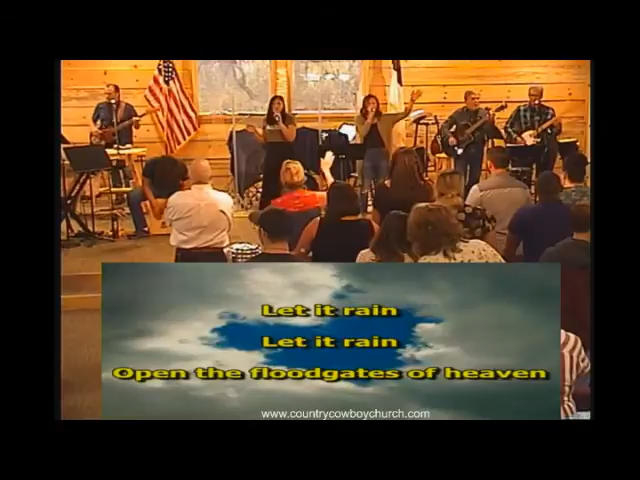 Let it rain
Let it rain
Open the floodgates of heaven
www.countrycowboychurch.com